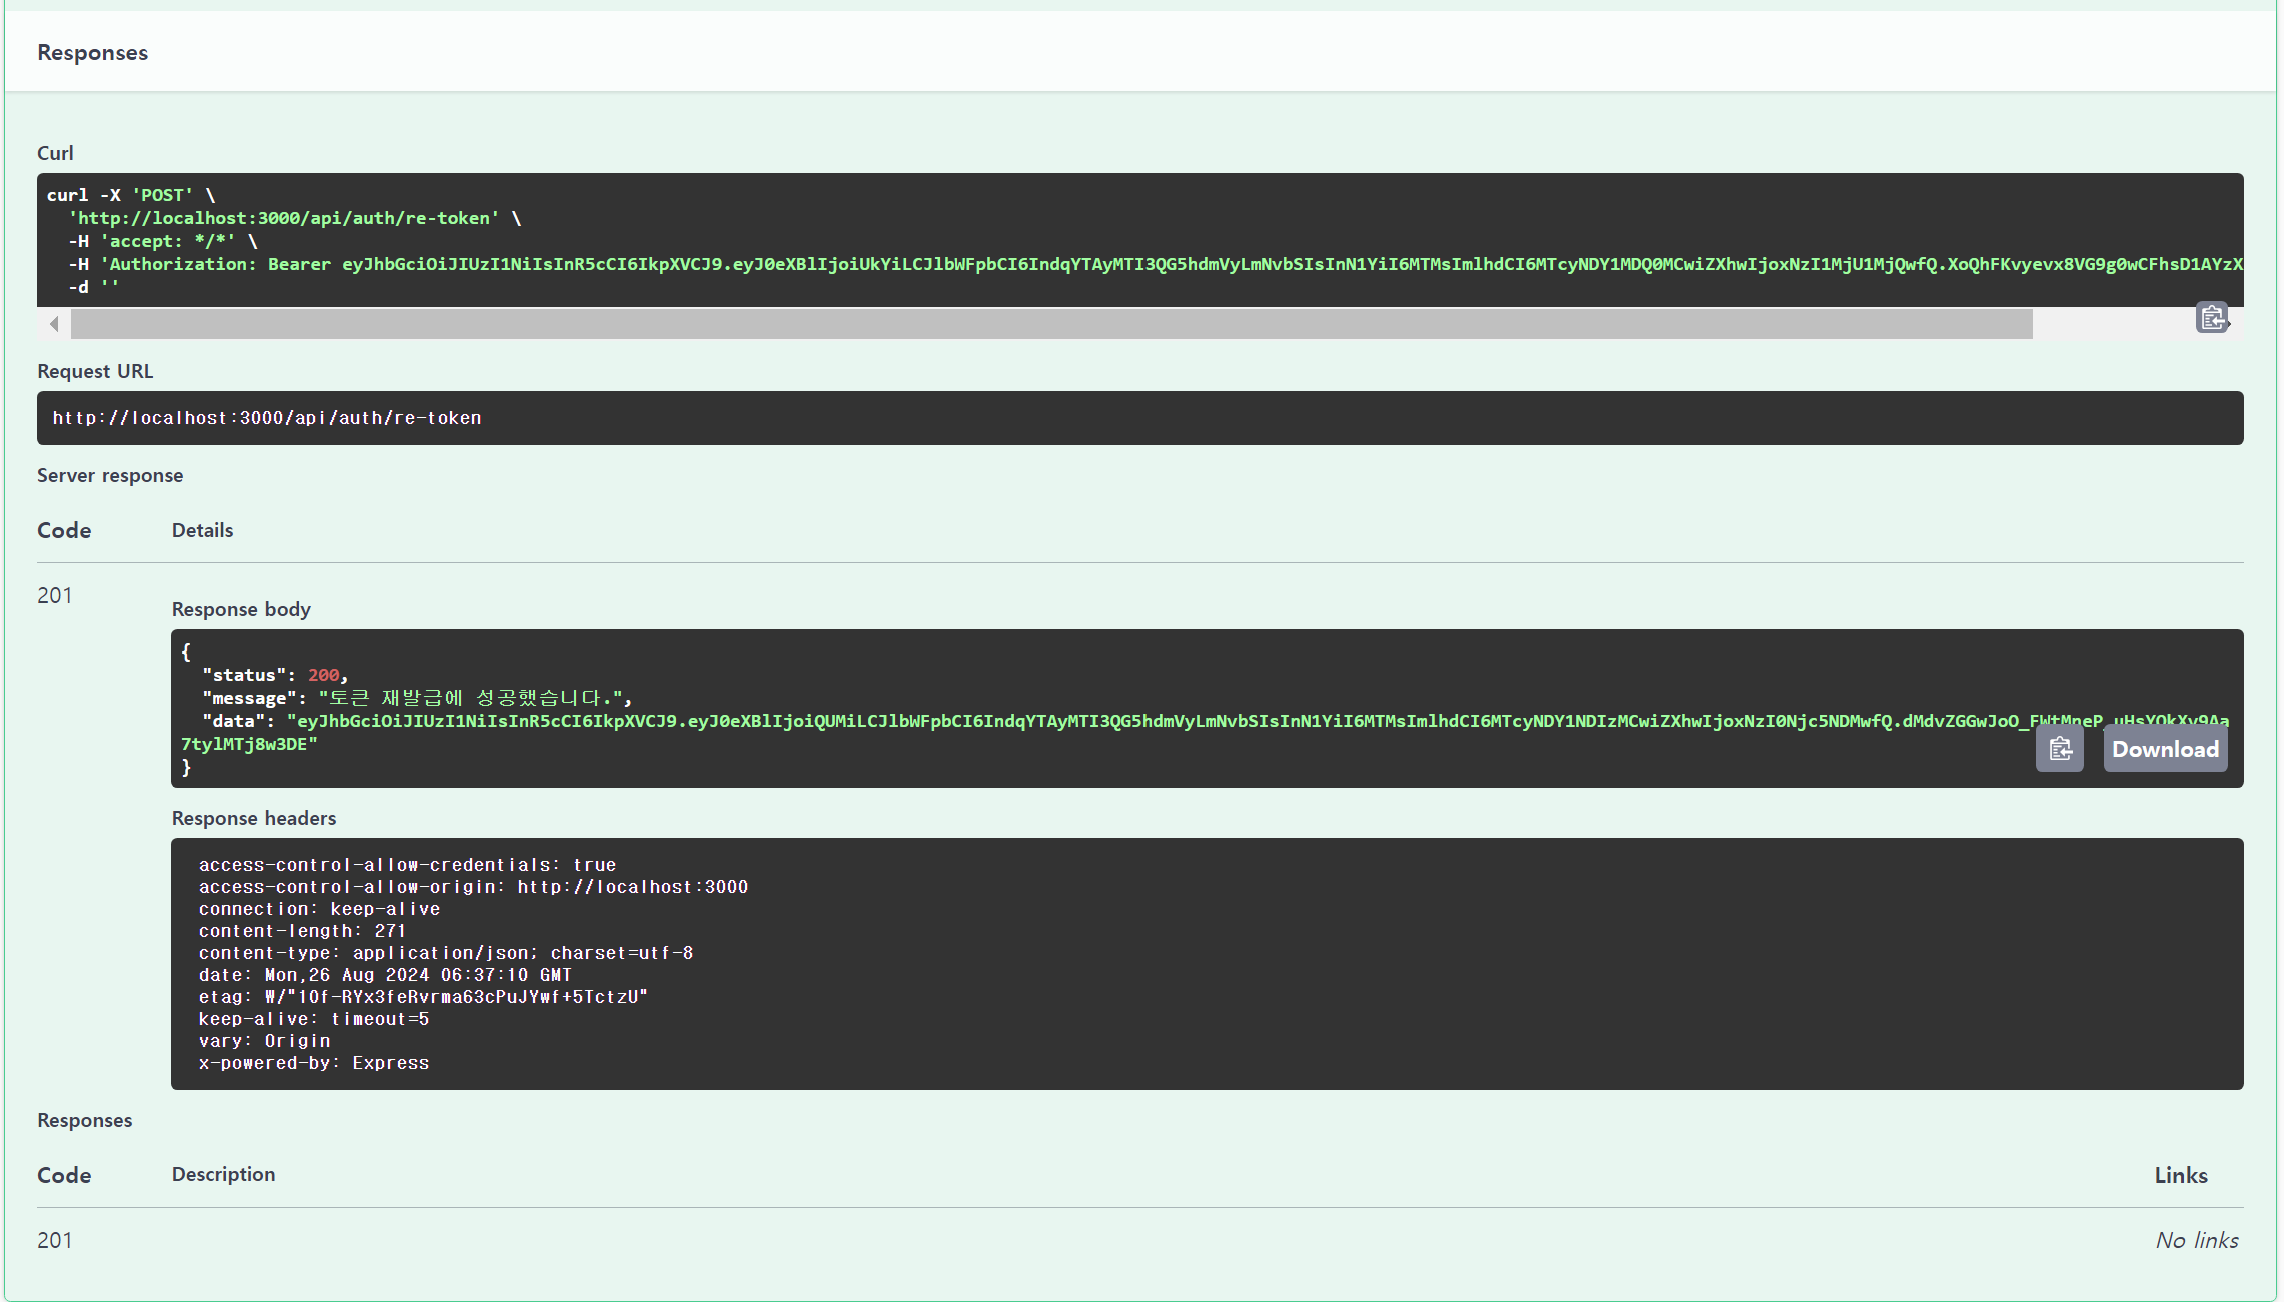 Responses
Curl
curl -X 'POST' \
'http://localhost:3000/api/auth/re-token' \
-H 'accept: */*' \
-H 'Authorization: Bearer eyJhbGciOiJIUzI1NiIsInR5cCI6IkpXVCJ9.eyJ0eXBlIjoiUkYiLCJlbWFpbCI6IndqYTAyMTI3QG5hdmVyLmNvbSIsInN1YiI6MTMsImlhdCI6MTcyNDY1MDQ0MCwiZXhwIjoxNzI1MjU1MjQwfQ.XoQhFKvyevx8VG9g0wCFhsD1AYzX
-d ''
Request URL
http://localhost:3000/api/auth/re-token
Server response
Code Details
201
Response body
{
"status": 200,
"message": "토큰 재발급에 성공했습니다.",
"data": "eyJhbGciOiJIUzI1NiIsInR5cCI6IkpXVCJ9.eyJ0eXBlIjoiQUMiLCJlbWFpbCI6IndqYTAyMTI3QG5hdmVyLmNvbSIsInN1YiI6MTMsImlhdCI6MTcyNDY1NDIzMCwiZXhwIjoxNzI0Njc5NDMwfQ.dMdvZGGwJoO_FWtMneP_uHsYOkXv9Aa
7tylMTj8w3DE"
}
Download
Response headers
access-control-allow-credentials: true
access-control-allow-origin: http://localhost:3000
connection: keep-alive
content-length: 271
content-type: application/json; charset=utf-8
date: Mon,26 Aug 2024 06:37:10 GMT
etag: W/"10f-RYx3feRvrma63cPuJYwf+5TctzU"
keep-alive: timeout=5
vary: Origin
x-powered-by: Express
Responses
Code Description Links
201 No links